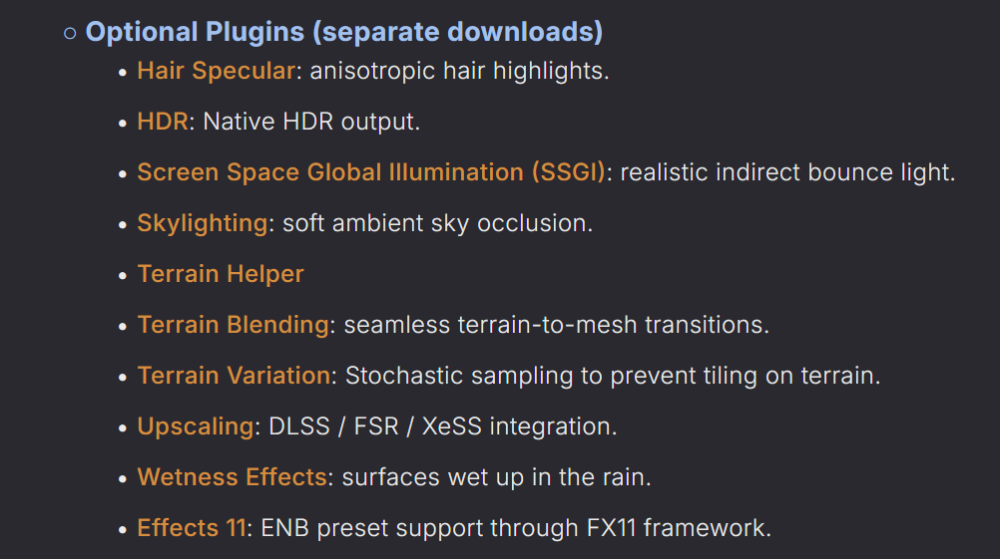 ○ Optional Plugins (separate downloads)
• Hair Specular: anisotropic hair highlights.
• HDR: Native HDR output.
• Screen Space Global Illumination (SSGI): realistic indirect bounce light.
• Skylighting: soft ambient sky occlusion.
• Terrain Helper
• Terrain Blending: seamless terrain-to-mesh transitions.
• Terrain Variation: Stochastic sampling to prevent tiling on terrain.
• Upscaling: DLSS / FSR / XeSS integration.
• Wetness Effects: surfaces wet up in the rain.
• Effects 11: ENB preset support through FX11 framework.